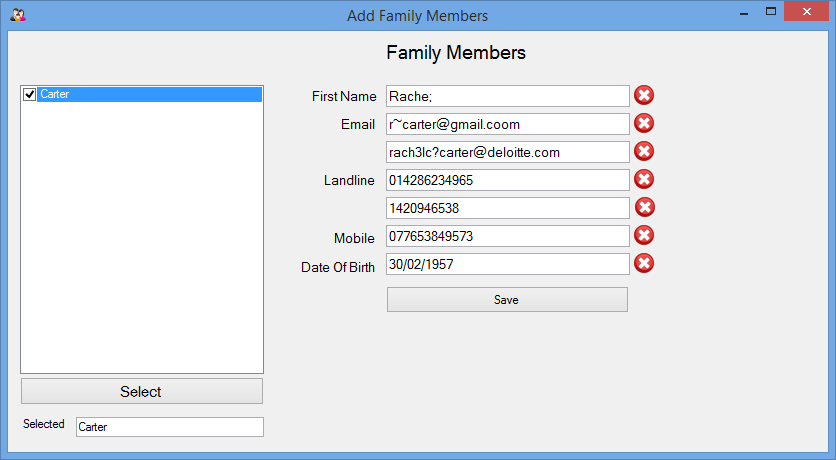 Add Family Members
Family Members
Carter
First Name Rache;
Email r~carter@gmail.coom
rach3lc?carter@deloitte.com
Landline 014286234965
1420946538
Mobile 077653849573
Date Of Birth 30/02/1957
Save
Select
Selected Carter